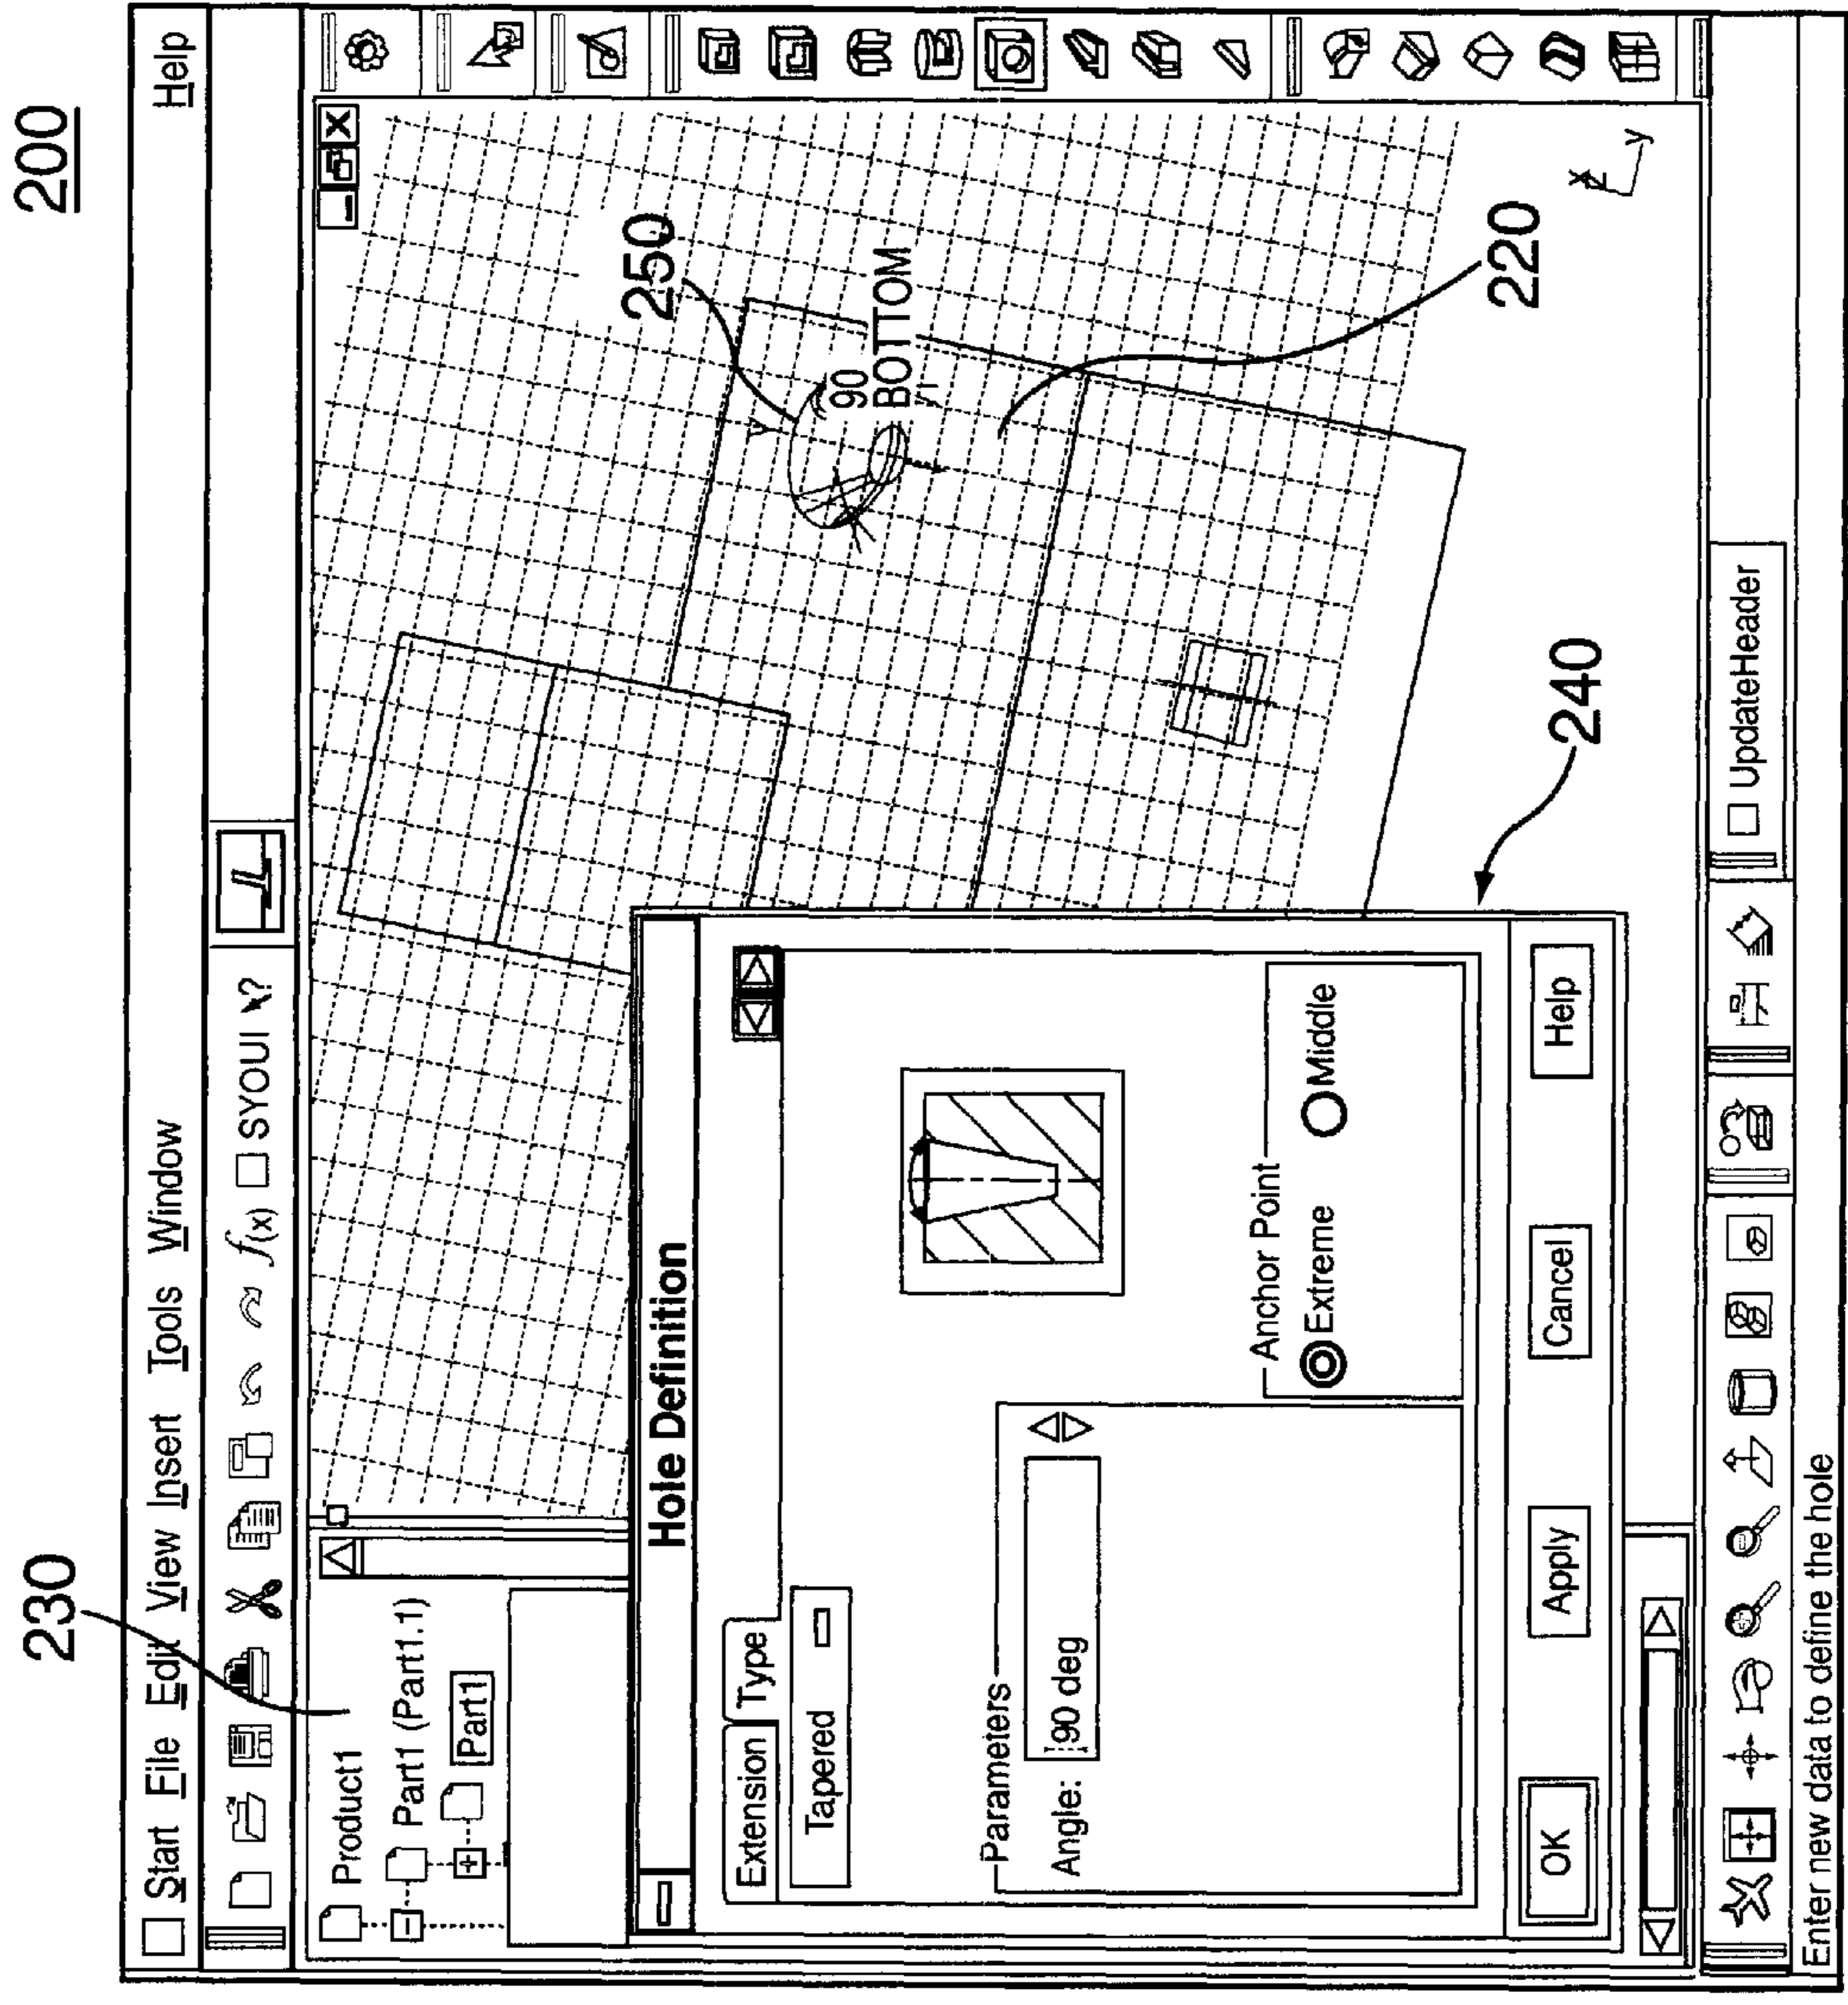 200
230
Start File Edit View Insert Tools Window Help
f(x) SYOUI ?
Product1
Part1 (Part1.1)
Part1
250
Y
90
BOTTOM
Hole Definition
Extension Type
Tapered
Parameters
Angle: 90 deg
Anchor Point
Extreme Middle
OK Apply Cancel Help
240
220
x
z
y
UpdateHeader
Enter new data to define the hole